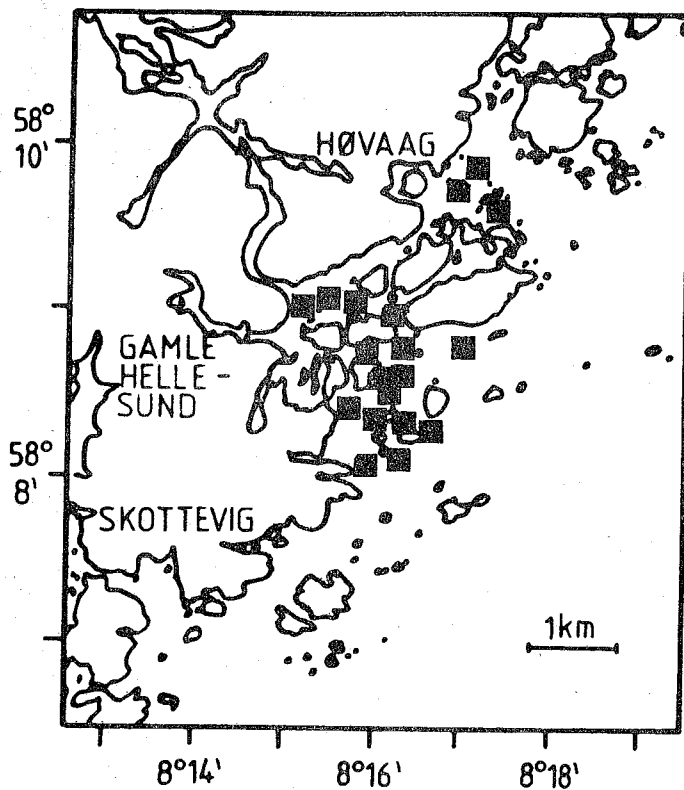 58°
10'
HØVAAG
GAMLE
HELLE-
SUND
58°
8'
SKOTTEVIG
1km
8°14'
8°16'
8°18'